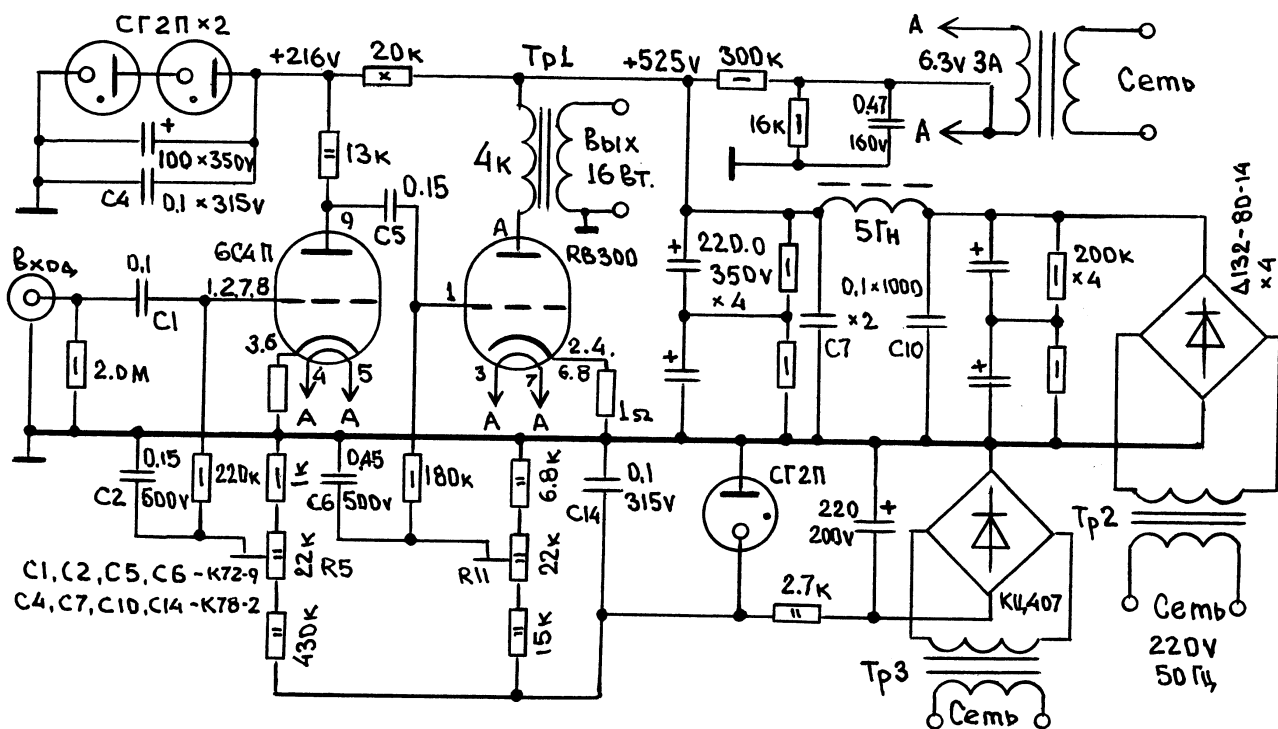 СГ2П × 2
+216V
20к
Тр1
+525V
300к
А
6.3V 3А
Сеть
А
16к
0,47
160V
100 × 350V
С4
0,1 × 315V
13к
4к
Вых
16 Вт.
9
0.15
С5
А
RB300
5Гн
Вход
0,1
С1
6С4П
1,2,7,8
1
220.0
350V
× 4
0,1 × 1000
× 2
С7
С10
200к
× 4
Д132-80-14
× 4
2.0М
3.6
4
5
А
А
3
7
А
А
2.4.
6.8
1Ω
0.15
500V
С2
220к
1к
0,15
500V
С6
180к
6.8к
С14
0,1
315V
СГ2П
220
200V
Тр2
22к
R5
R11
22к
С1, С2, С5, С6 - К72-9
С4, С7, С10, С14 - К78-2
430к
15к
2.7к
КЦ407
Тр3
Сеть
Сеть
220V
50Гц